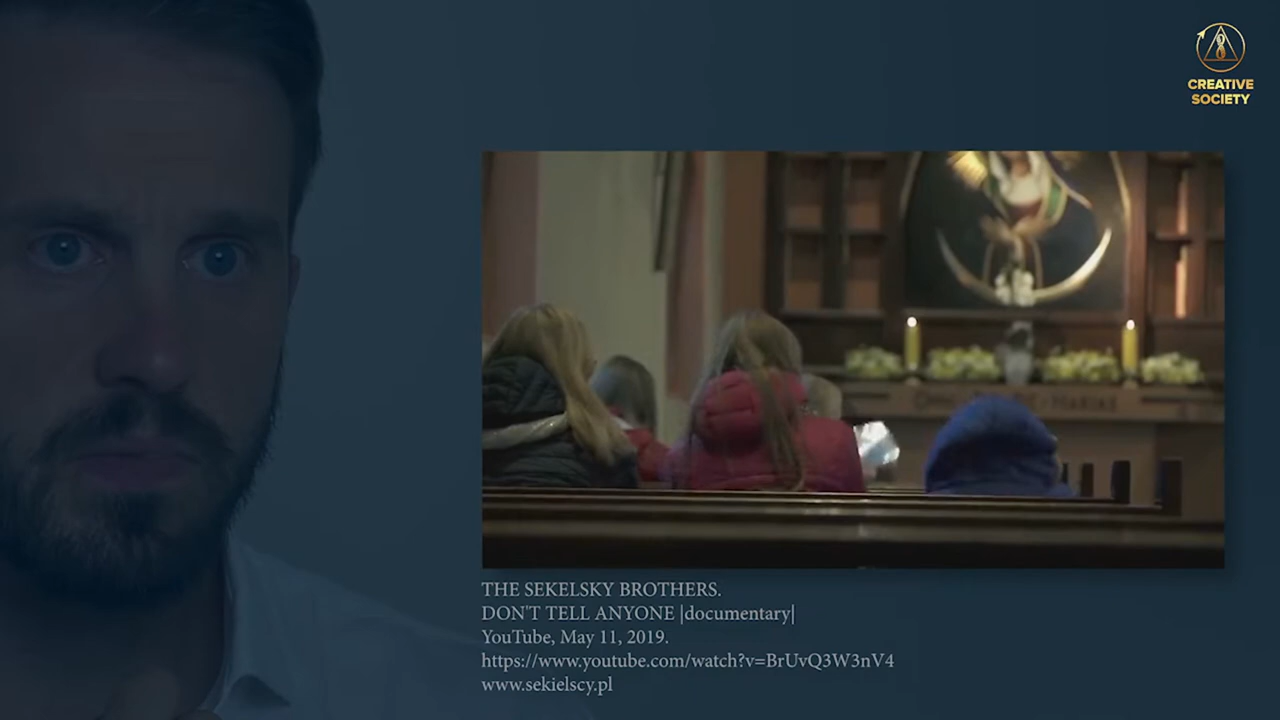 CREATIVE
SOCIETY
THE SEKELSKY BROTHERS.
DON'T TELL ANYONE |documentary|
YouTube, May 11, 2019.
https://www.youtube.com/watch?v=BrUvQ3W3nV4
www.sekielscy.pl